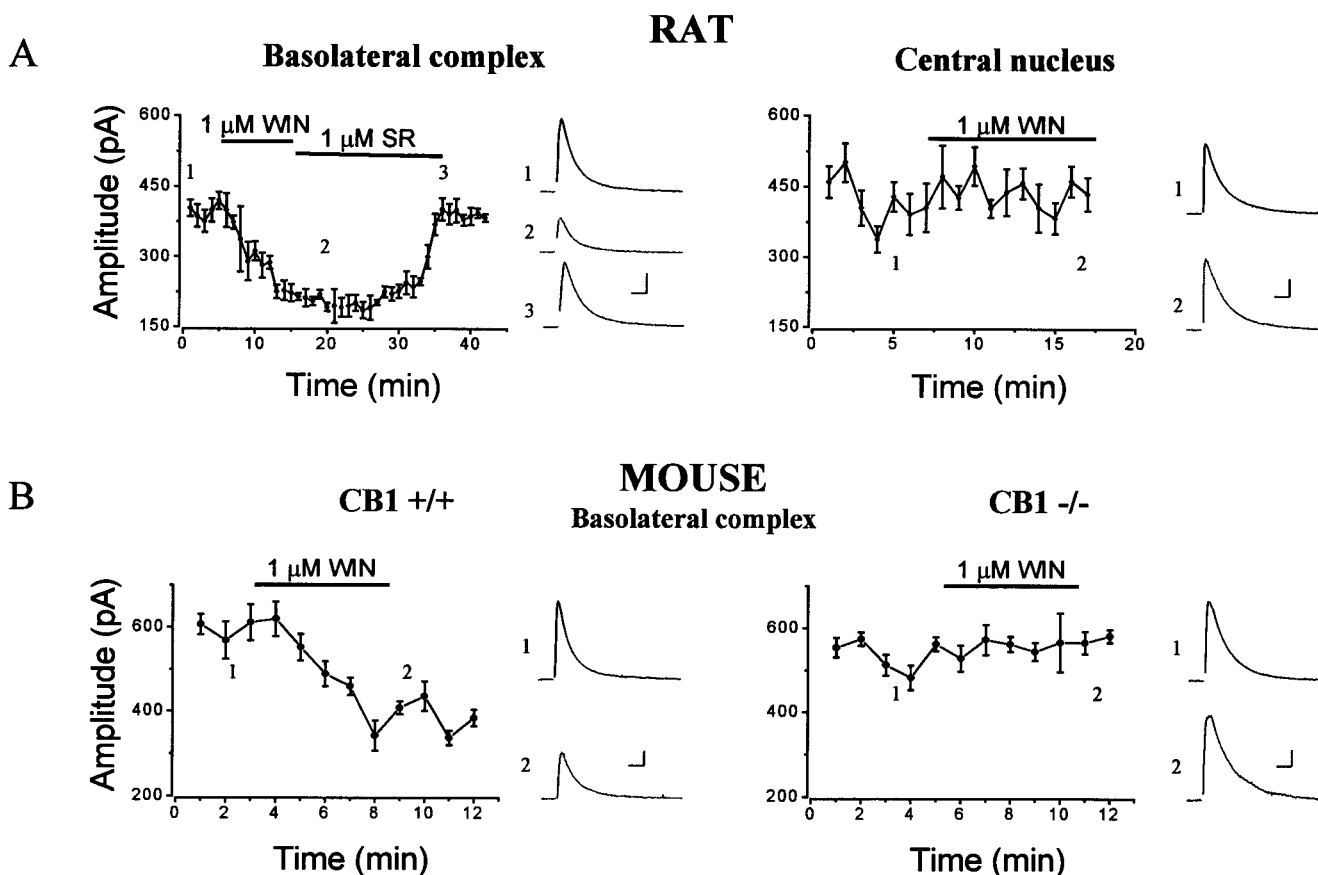 RAT
A
Basolateral complex
Central nucleus
Amplitude (pA)
600
450
300
150
1 μM WIN
1 μM SR
1
2
3
0
10
20
30
40
Time (min)
1
2
3
600
450
300
150
1 μM WIN
1
2
0
5
10
15
20
Time (min)
1
2
MOUSE
B
CB1 +/+
Basolateral complex
CB1 -/-
Amplitude (pA)
600
400
200
1 μM WIN
1
2
0
2
4
6
8
10
12
Time (min)
1
2
600
400
200
1 μM WIN
1
2
0
2
4
6
8
10
12
Time (min)
1
2